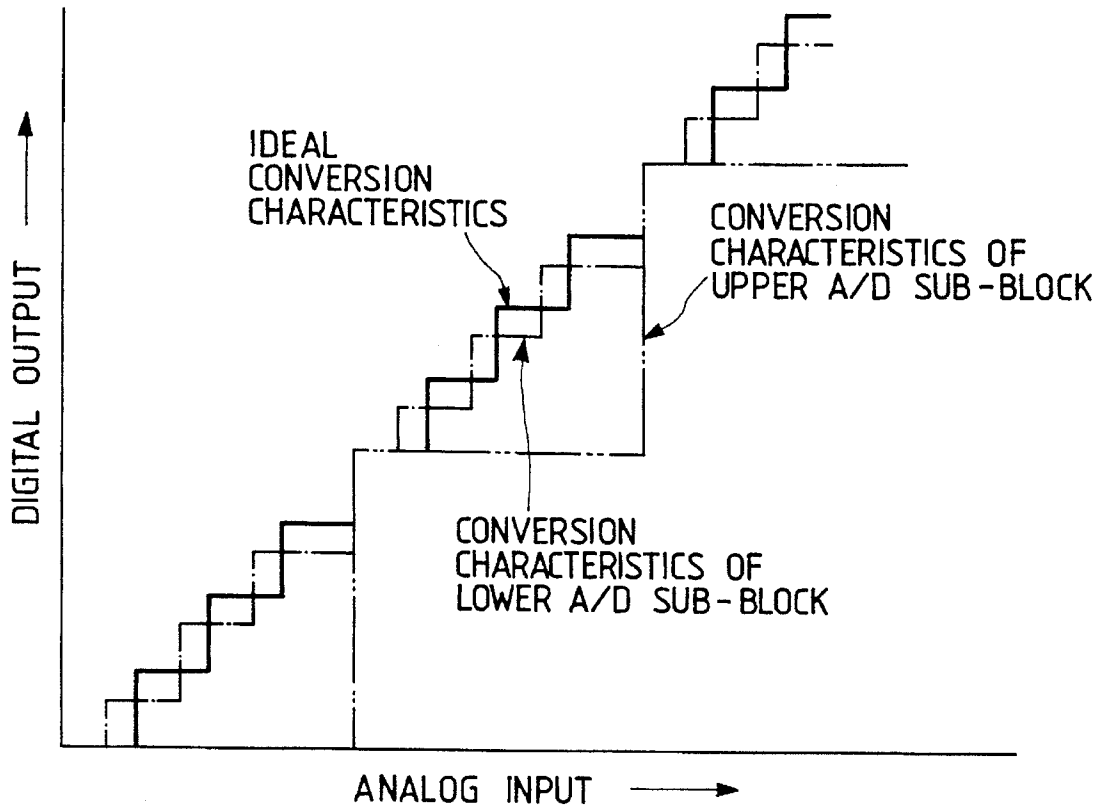 IDEAL
CONVERSION
CHARACTERISTICS
CONVERSION
CHARACTERISTICS OF
UPPER A/D SUB-BLOCK
DIGITAL OUTPUT
CONVERSION
CHARACTERISTICS OF
LOWER A/D SUB-BLOCK
ANALOG INPUT